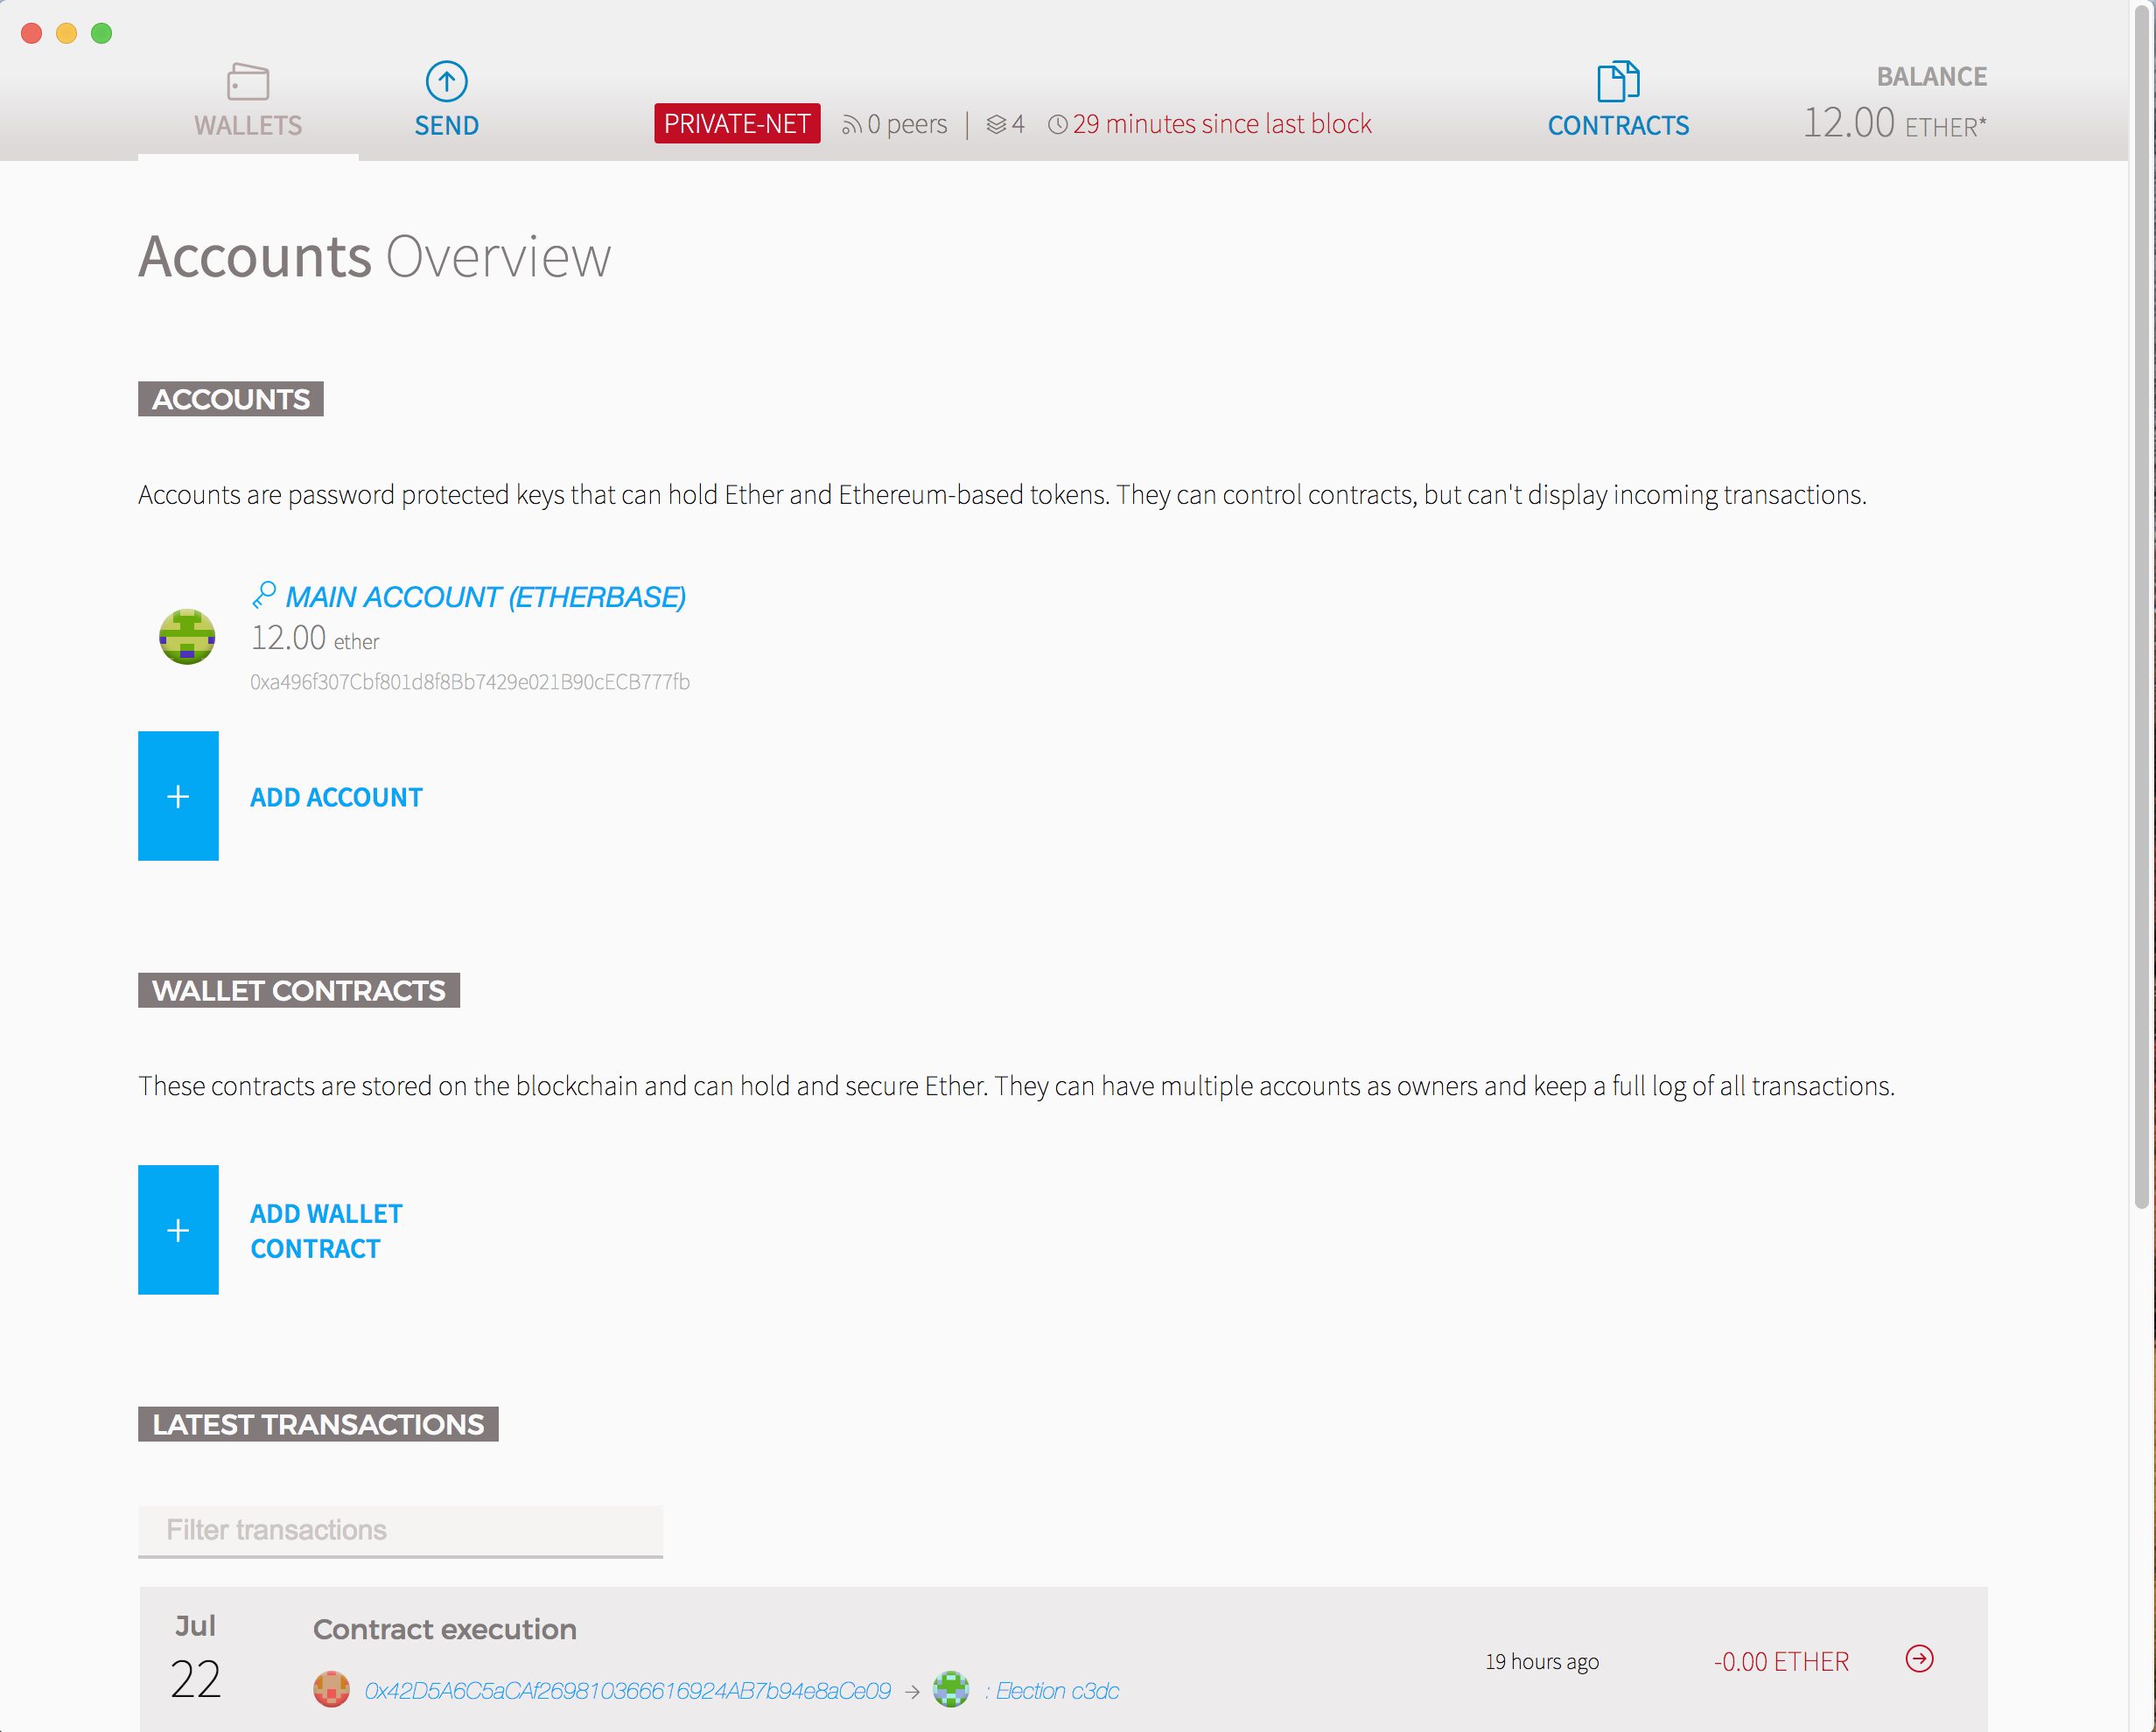 WALLETS
SEND
PRIVATE-NET 0 peers | 4 29 minutes since last block
CONTRACTS
BALANCE
12.00 ETHER*
Accounts Overview
ACCOUNTS
Accounts are password protected keys that can hold Ether and Ethereum-based tokens. They can control contracts, but can't display incoming transactions.
MAIN ACCOUNT (ETHERBASE)
12.00 ether
0xa496f307Cbf801d8f8Bb7429e021B90cECB777fb
+ ADD ACCOUNT
WALLET CONTRACTS
These contracts are stored on the blockchain and can hold and secure Ether. They can have multiple accounts as owners and keep a full log of all transactions.
+ ADD WALLET
CONTRACT
LATEST TRANSACTIONS
Filter transactions
Jul
22
Contract execution
0x42D5A6C5aCAf269810366616924AB7b94e8aCe09 → : Election c3dc
19 hours ago
-0.00 ETHER